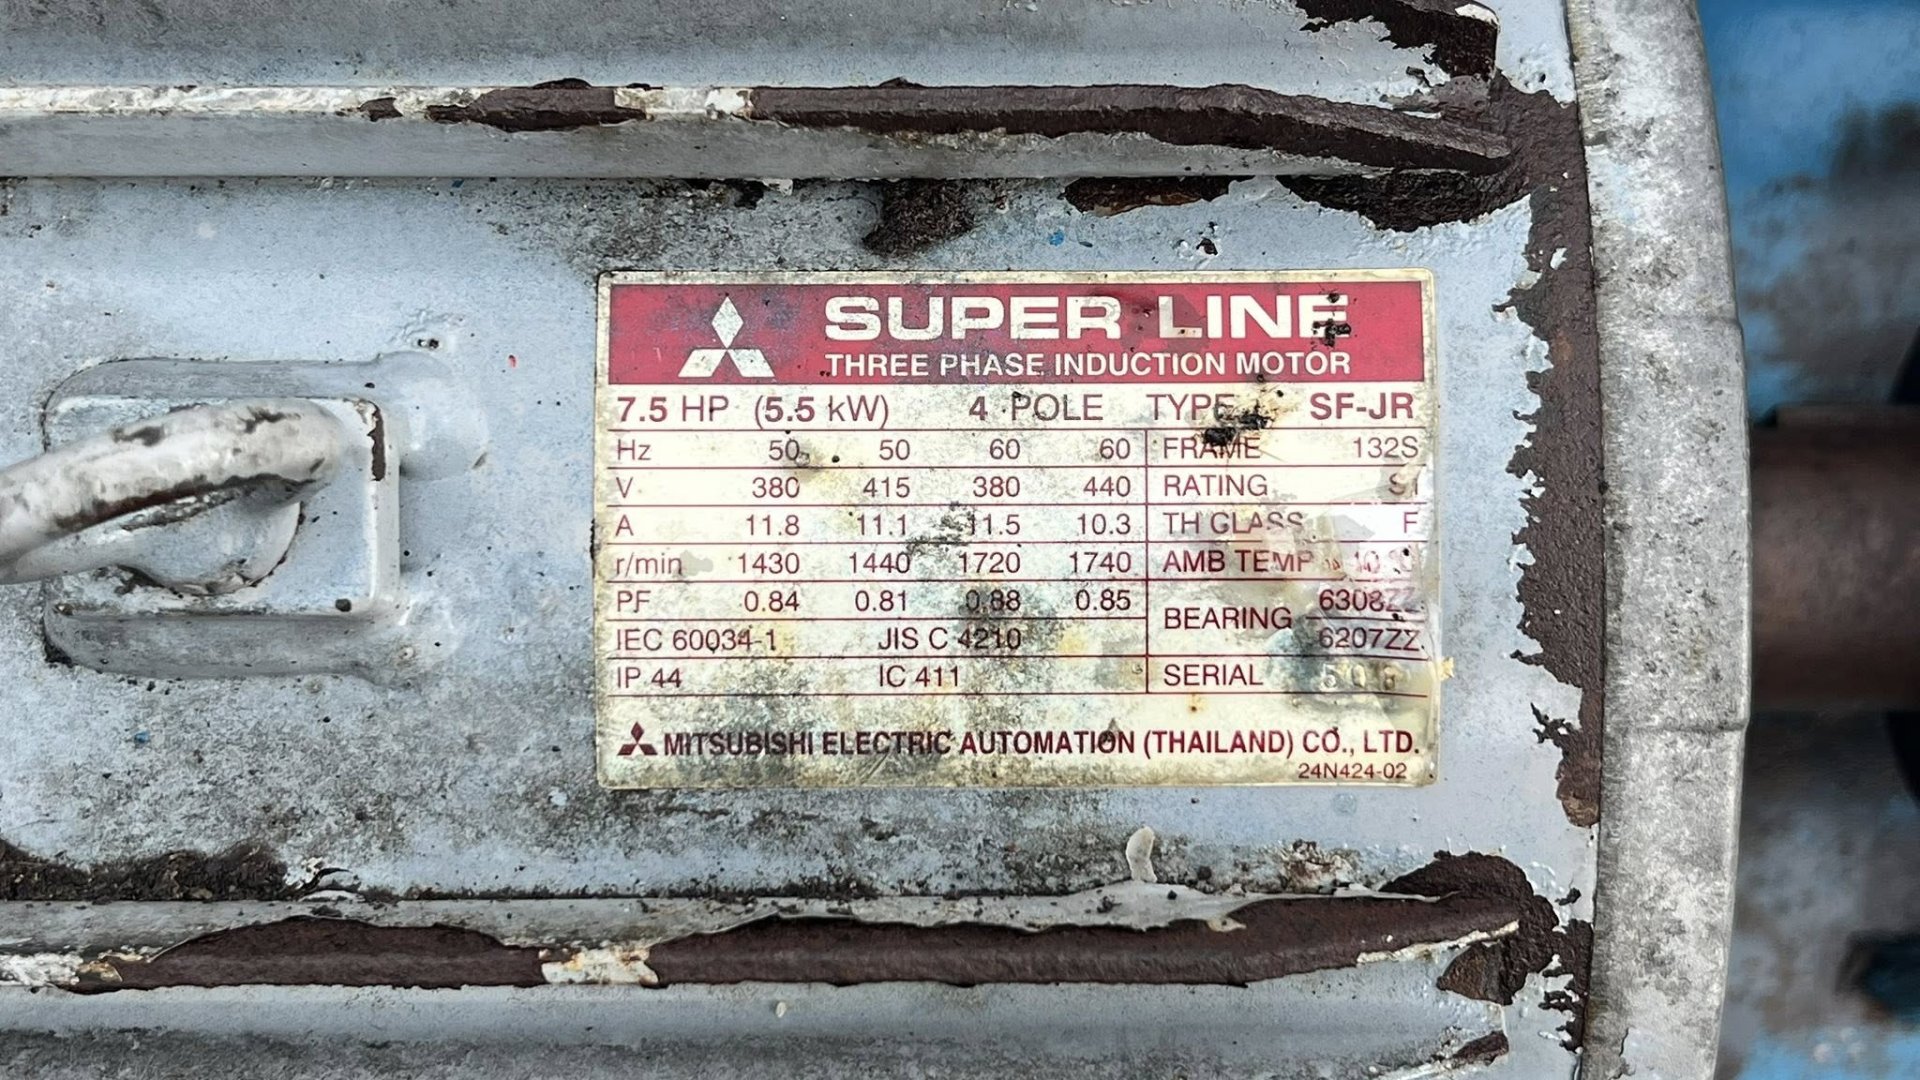 SUPER LINE
THREE PHASE INDUCTION MOTOR
7.5 HP (5.5 kW) 4 POLE TYPE SF-JR
Hz 50 50 60 60 FRAME 132S
V 380 415 380 440 RATING S1
A 11.8 11.1 11.5 10.3 TH CLASS F
r/min 1430 1440 1720 1740 AMB TEMP
PF 0.84 0.81 0.88 0.85 BEARING 6308ZZ
6207ZZ
IEC 60034-1 JIS C 4210
IP 44 IC 411 SERIAL
MITSUBISHI ELECTRIC AUTOMATION (THAILAND) CO., LTD.
24N424-02